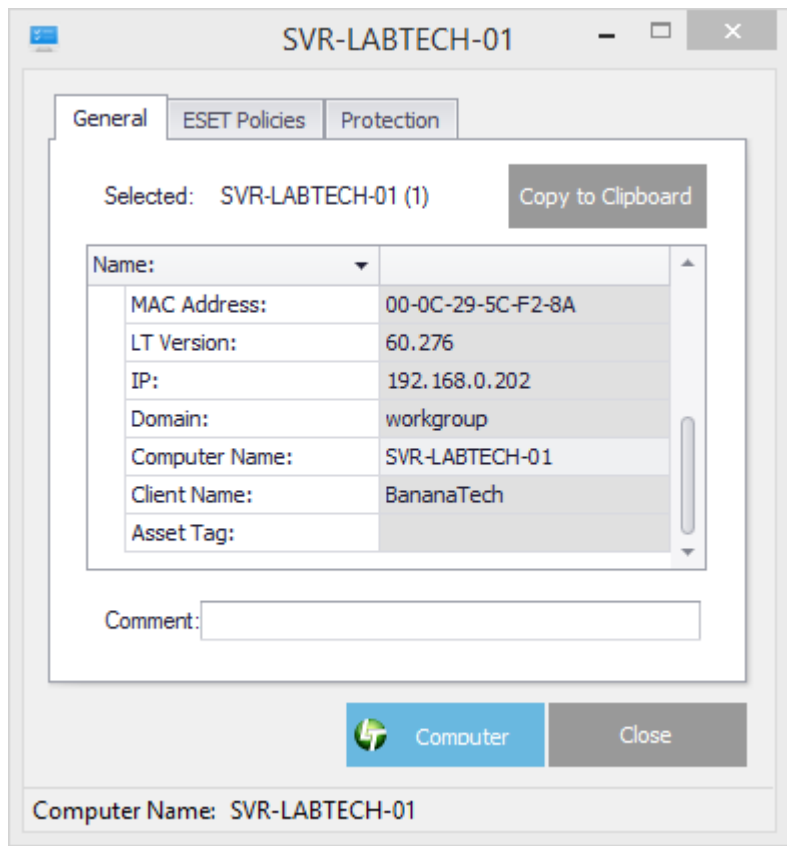 SVR-LABTECH-01
General ESET Policies Protection
Selected: SVR-LABTECH-01 (1) Copy to Clipboard
Name:
MAC Address: 00-0C-29-5C-F2-8A
LT Version: 60.276
IP: 192.168.0.202
Domain: workgroup
Computer Name: SVR-LABTECH-01
Client Name: BananaTech
Asset Tag:
Comment:
LT Computer Close
Computer Name: SVR-LABTECH-01